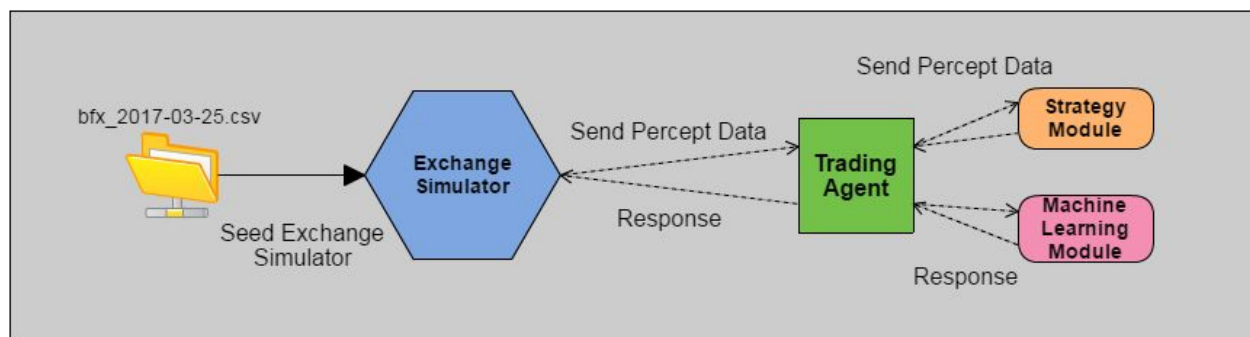 bfx_2017-03-25.csv
Seed Exchange
Simulator
Exchange
Simulator
Send Percept Data
Response
Trading
Agent
Send Percept Data
Strategy
Module
Machine
Learning
Module
Response